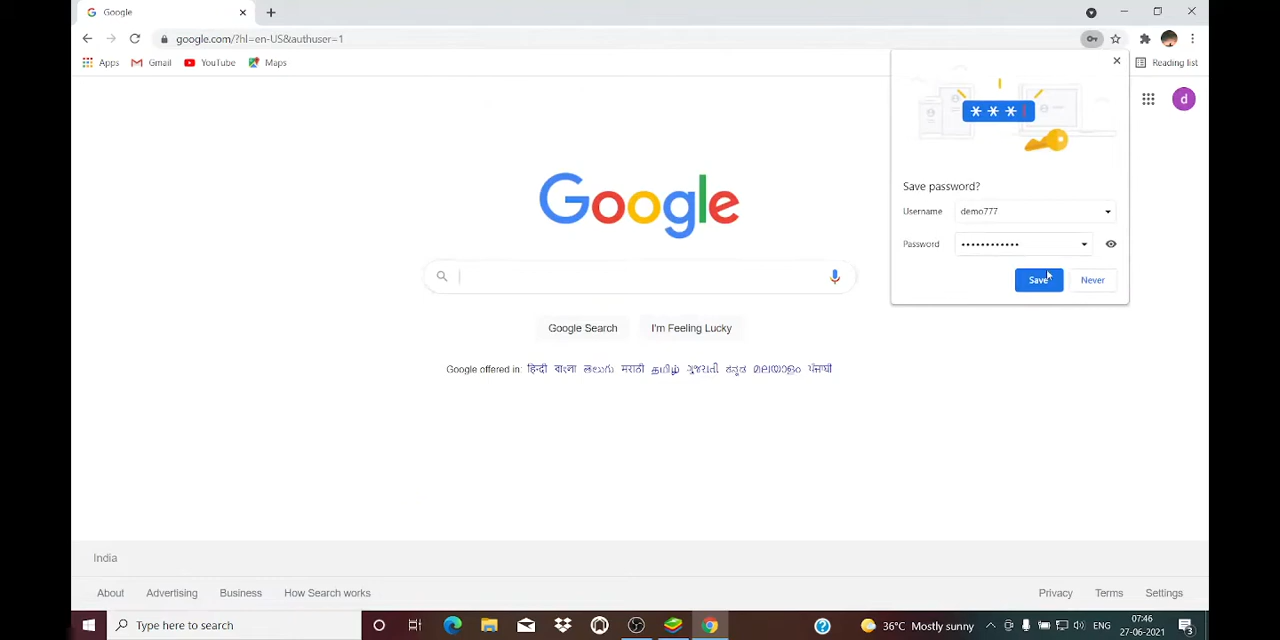 Google
google.com/?hl=en-US&authuser=1
Apps Gmail YouTube Maps
Reading list
d
***
Save password?
Username demo777
Password ••••••••••••
Save Never
Google
Google Search I'm Feeling Lucky
Google offered in: हिन्दी বাংলা తెలుగు मराठी தமிழ் ગુજરાતી ಕನ್ನಡ മലയാളം ਪੰਜਾਬੀ
India
About Advertising Business How Search works
Privacy Terms Settings
Type here to search
36°C Mostly sunny
ENG
07:46
27-06-2021
3